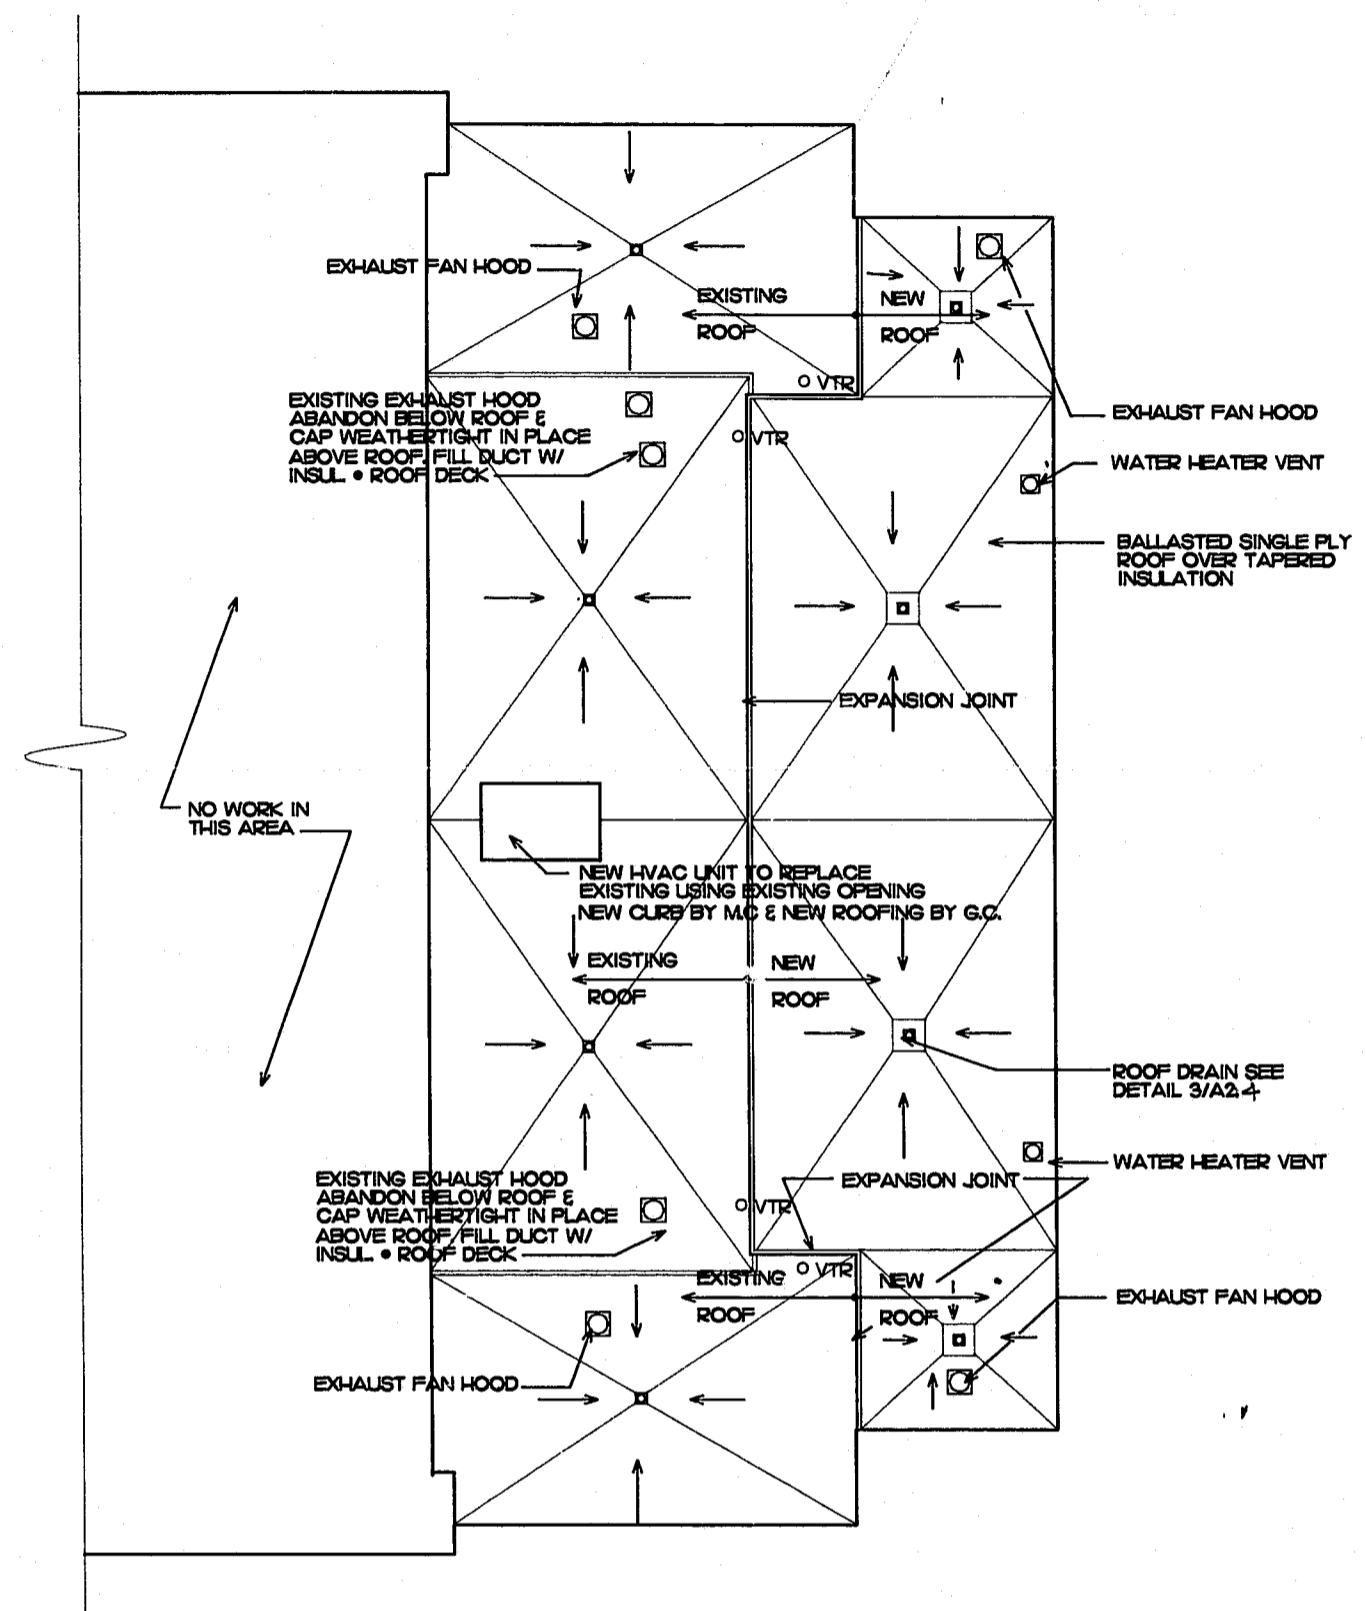 EXHAUST FAN HOOD
EXISTING
ROOF
NEW
ROOF
VTR
EXISTING EXHAUST HOOD
ABANDON BELOW ROOF &
CAP WEATHERTIGHT IN PLACE
ABOVE ROOF. FILL DUCT W/
INSUL. • ROOF DECK
VTR
EXHAUST FAN HOOD
WATER HEATER VENT
BALLASTED SINGLE PLY
ROOF OVER TAPERED
INSULATION
EXPANSION JOINT
NO WORK IN
THIS AREA
NEW HVAC UNIT TO REPLACE
EXISTING USING EXISTING OPENING
NEW CURB BY M.C & NEW ROOFING BY G.C.
EXISTING
ROOF
NEW
ROOF
ROOF DRAIN SEE
DETAIL 3/A2.4
WATER HEATER VENT
EXPANSION JOINT
EXISTING EXHAUST HOOD
ABANDON BELOW ROOF &
CAP WEATHERTIGHT IN PLACE
ABOVE ROOF. FILL DUCT W/
INSUL. • ROOF DECK
VTR
VTR
EXISTING
ROOF
NEW
ROOF
EXHAUST FAN HOOD
EXHAUST FAN HOOD